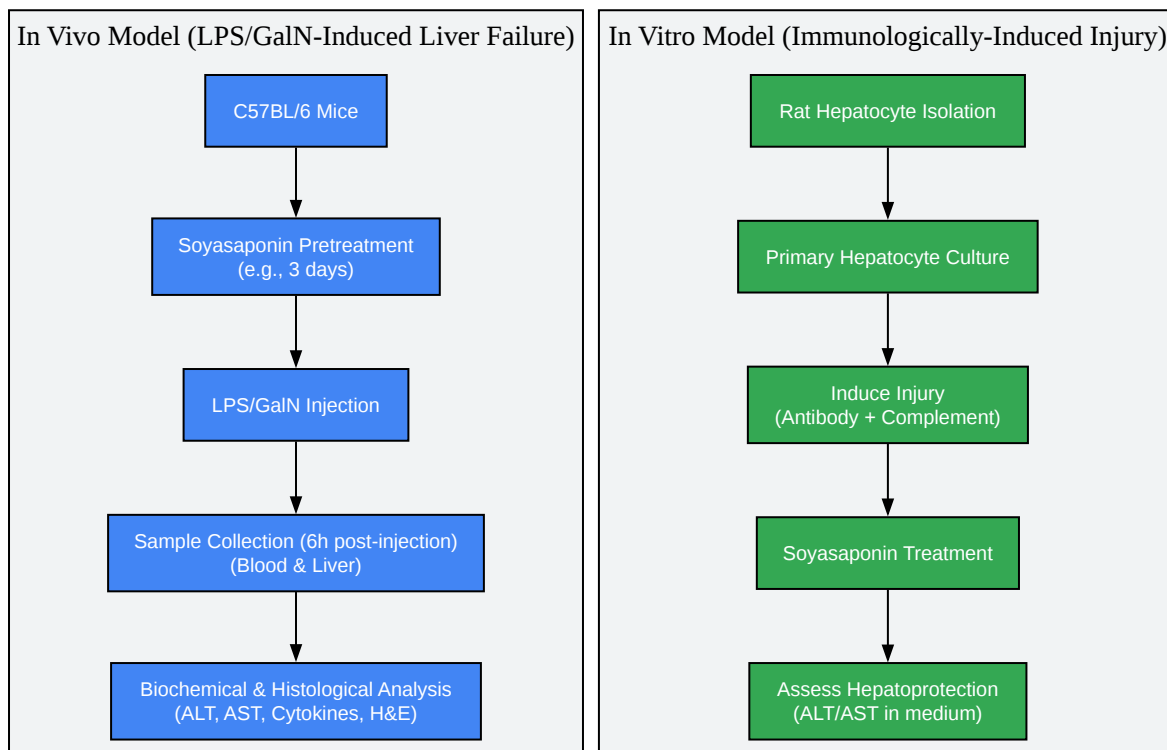 In Vivo Model (LPS/GalN-Induced Liver Failure)
C57BL/6 Mice
Soyasaponin Pretreatment
(e.g., 3 days)
LPS/GalN Injection
Sample Collection (6h post-injection)
(Blood & Liver)
Biochemical & Histological Analysis
(ALT, AST, Cytokines, H&E)
In Vitro Model (Immunologically-Induced Injury)
Rat Hepatocyte Isolation
Primary Hepatocyte Culture
Induce Injury
(Antibody + Complement)
Soyasaponin Treatment
Assess Hepatoprotection
(ALT/AST in medium)